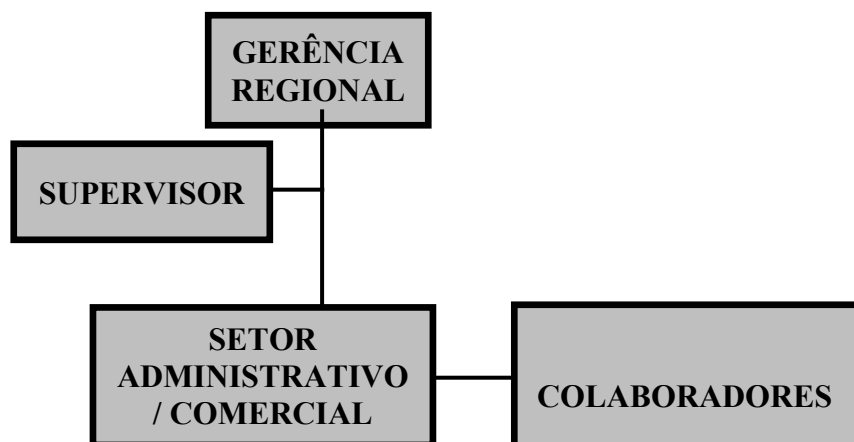 GERÊNCIA
REGIONAL
SUPERVISOR
SETOR
ADMINISTRATIVO
/ COMERCIAL
COLABORADORES